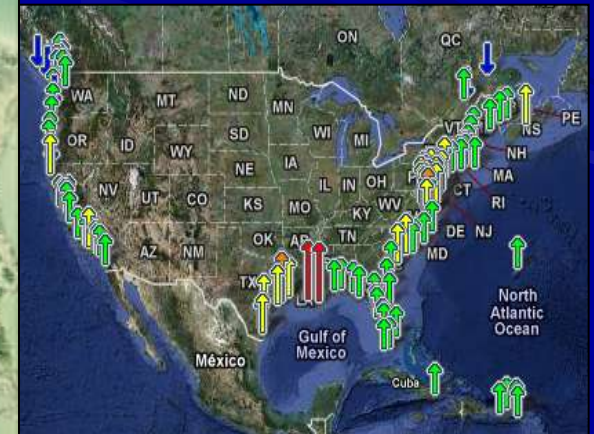 ON
QC
WA
MT
ND
MN
PE
OR
ID
SD
WI
MI
VT
NS
WY
NH
NE
IA
MA
NV
UT
CO
IL
IN
OH
CT
RI
KS
MO
KY
WV
DE
NJ
MD
AZ
NM
OK
AR
TN
TX
North
Atlantic
Ocean
Gulf of
Mexico
México
Cuba